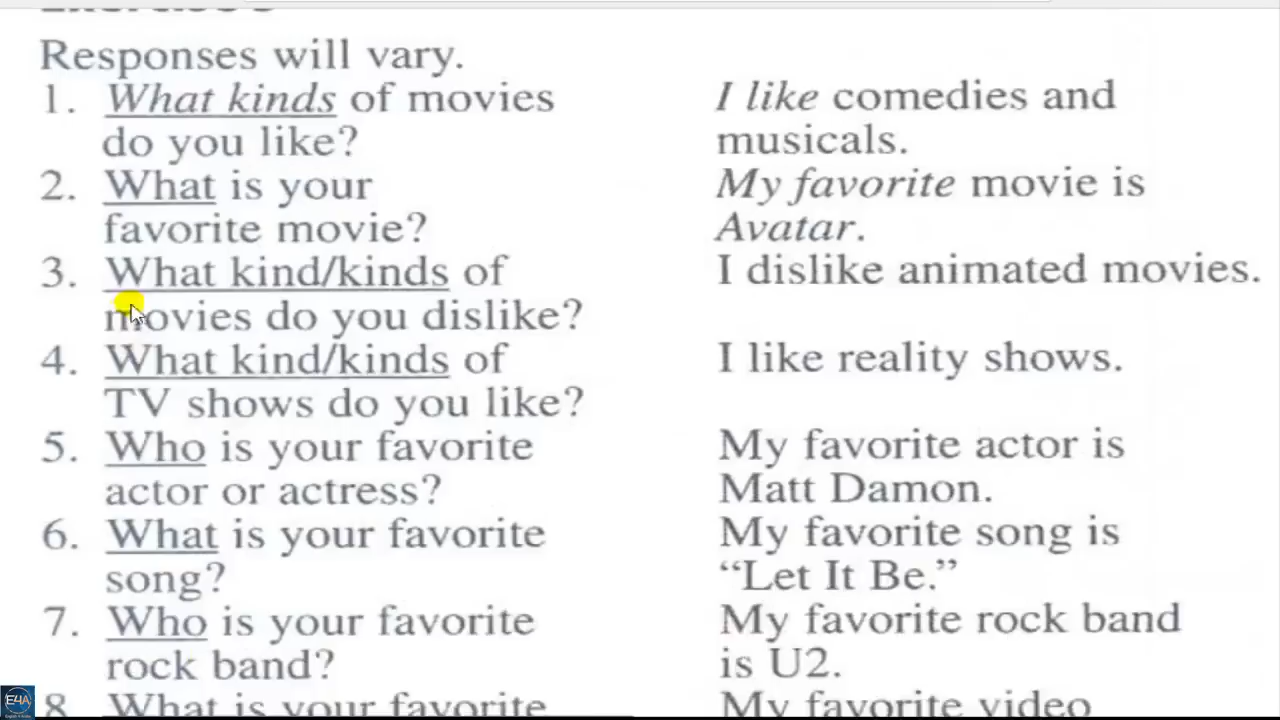 Responses will vary.
1. What kinds of movies
do you like?
I like comedies and
musicals.
2. What is your
favorite movie?
My favorite movie is
Avatar.
3. What kind/kinds of
movies do you dislike?
I dislike animated movies.
4. What kind/kinds of
TV shows do you like?
I like reality shows.
5. Who is your favorite
actor or actress?
My favorite actor is
Matt Damon.
6. What is your favorite
song?
My favorite song is
“Let It Be.”
7. Who is your favorite
rock band?
My favorite rock band
is U2.
8 What is your favorite
My favorite video
E4A